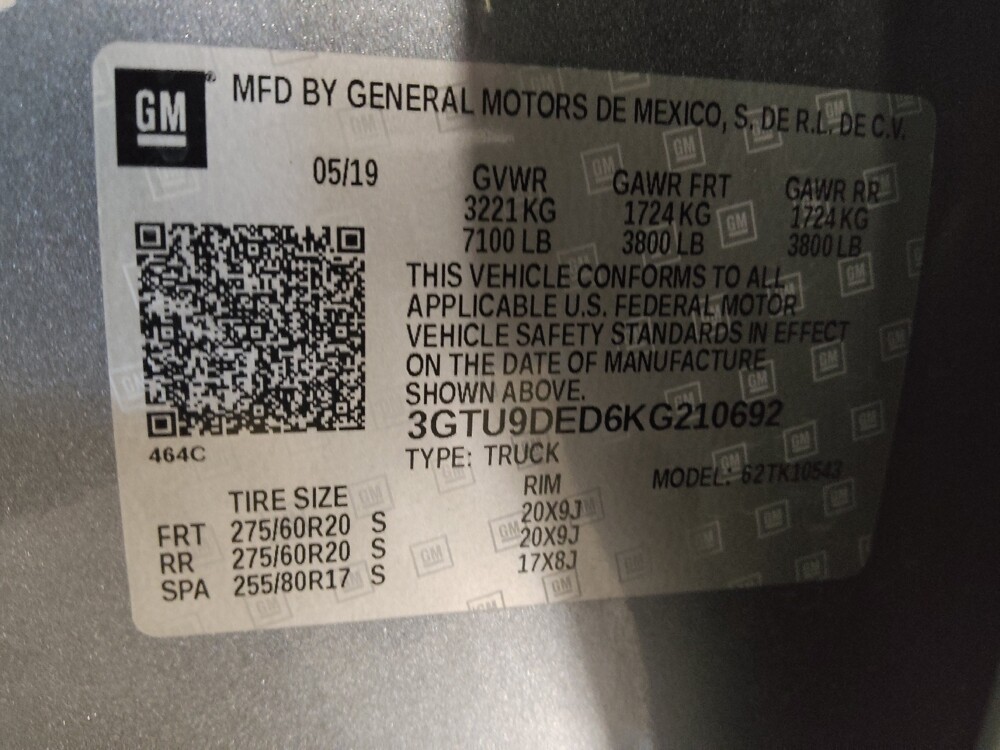 GM ® MFD BY GENERAL MOTORS DE MEXICO, S. DE R.L. DE C.V.
05/19 GVWR GAWR FRT GAWR RR
3221 KG 1724 KG 1724 KG
7100 LB 3800 LB 3800 LB
THIS VEHICLE CONFORMS TO ALL
APPLICABLE U.S. FEDERAL MOTOR
VEHICLE SAFETY STANDARDS IN EFFECT
ON THE DATE OF MANUFACTURE
SHOWN ABOVE.
3GTU9DED6KG210692
464C
TYPE: TRUCK MODEL: 62TK10543
TIRE SIZE RIM
FRT 275/60R20 S 20X9J
RR 275/60R20 S 20X9J
SPA 255/80R17 S 17X8J